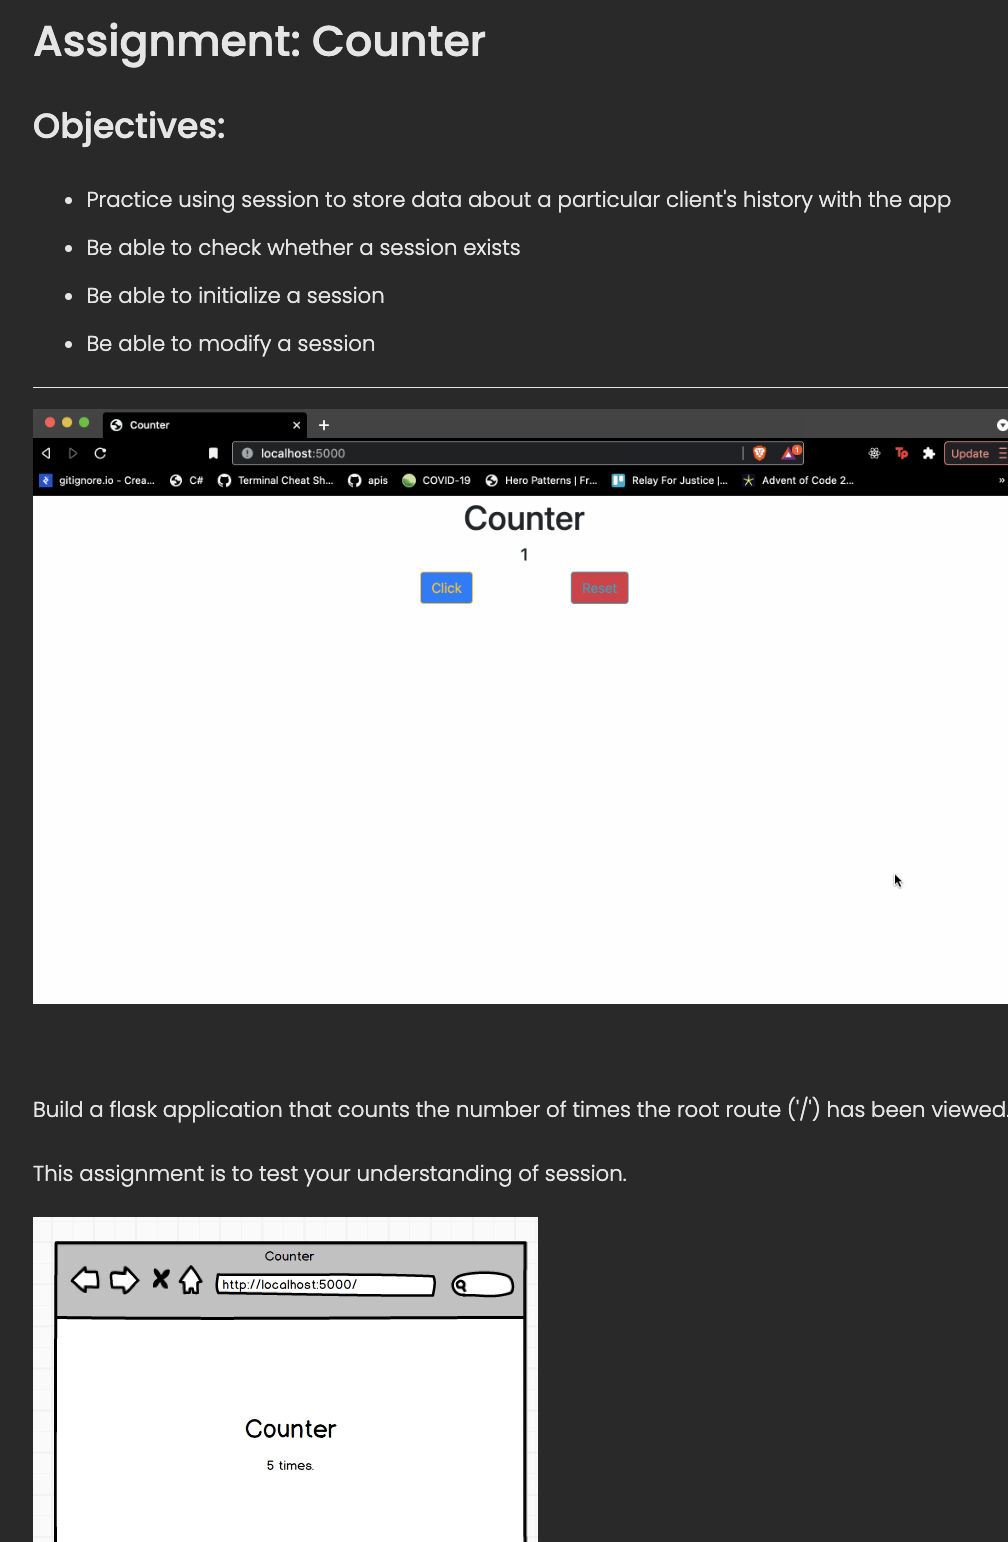 Assignment: Counter
Objectives:
Practice using session to store data about a particular client's history with the app
Be able to check whether a session exists
Be able to initialize a session
Be able to modify a session
Counter
localhost:5000
1
Update
gitignore.io - Crea...
C#
Terminal Cheat Sh...
apis
COVID-19
Hero Patterns | Fr...
Relay For Justice |...
Advent of Code 2...
»
Counter
1
Click
Reset
Build a flask application that counts the number of times the root route ('/') has been viewed.
This assignment is to test your understanding of session.
Counter
http://localhost:5000/
Counter
5 times.